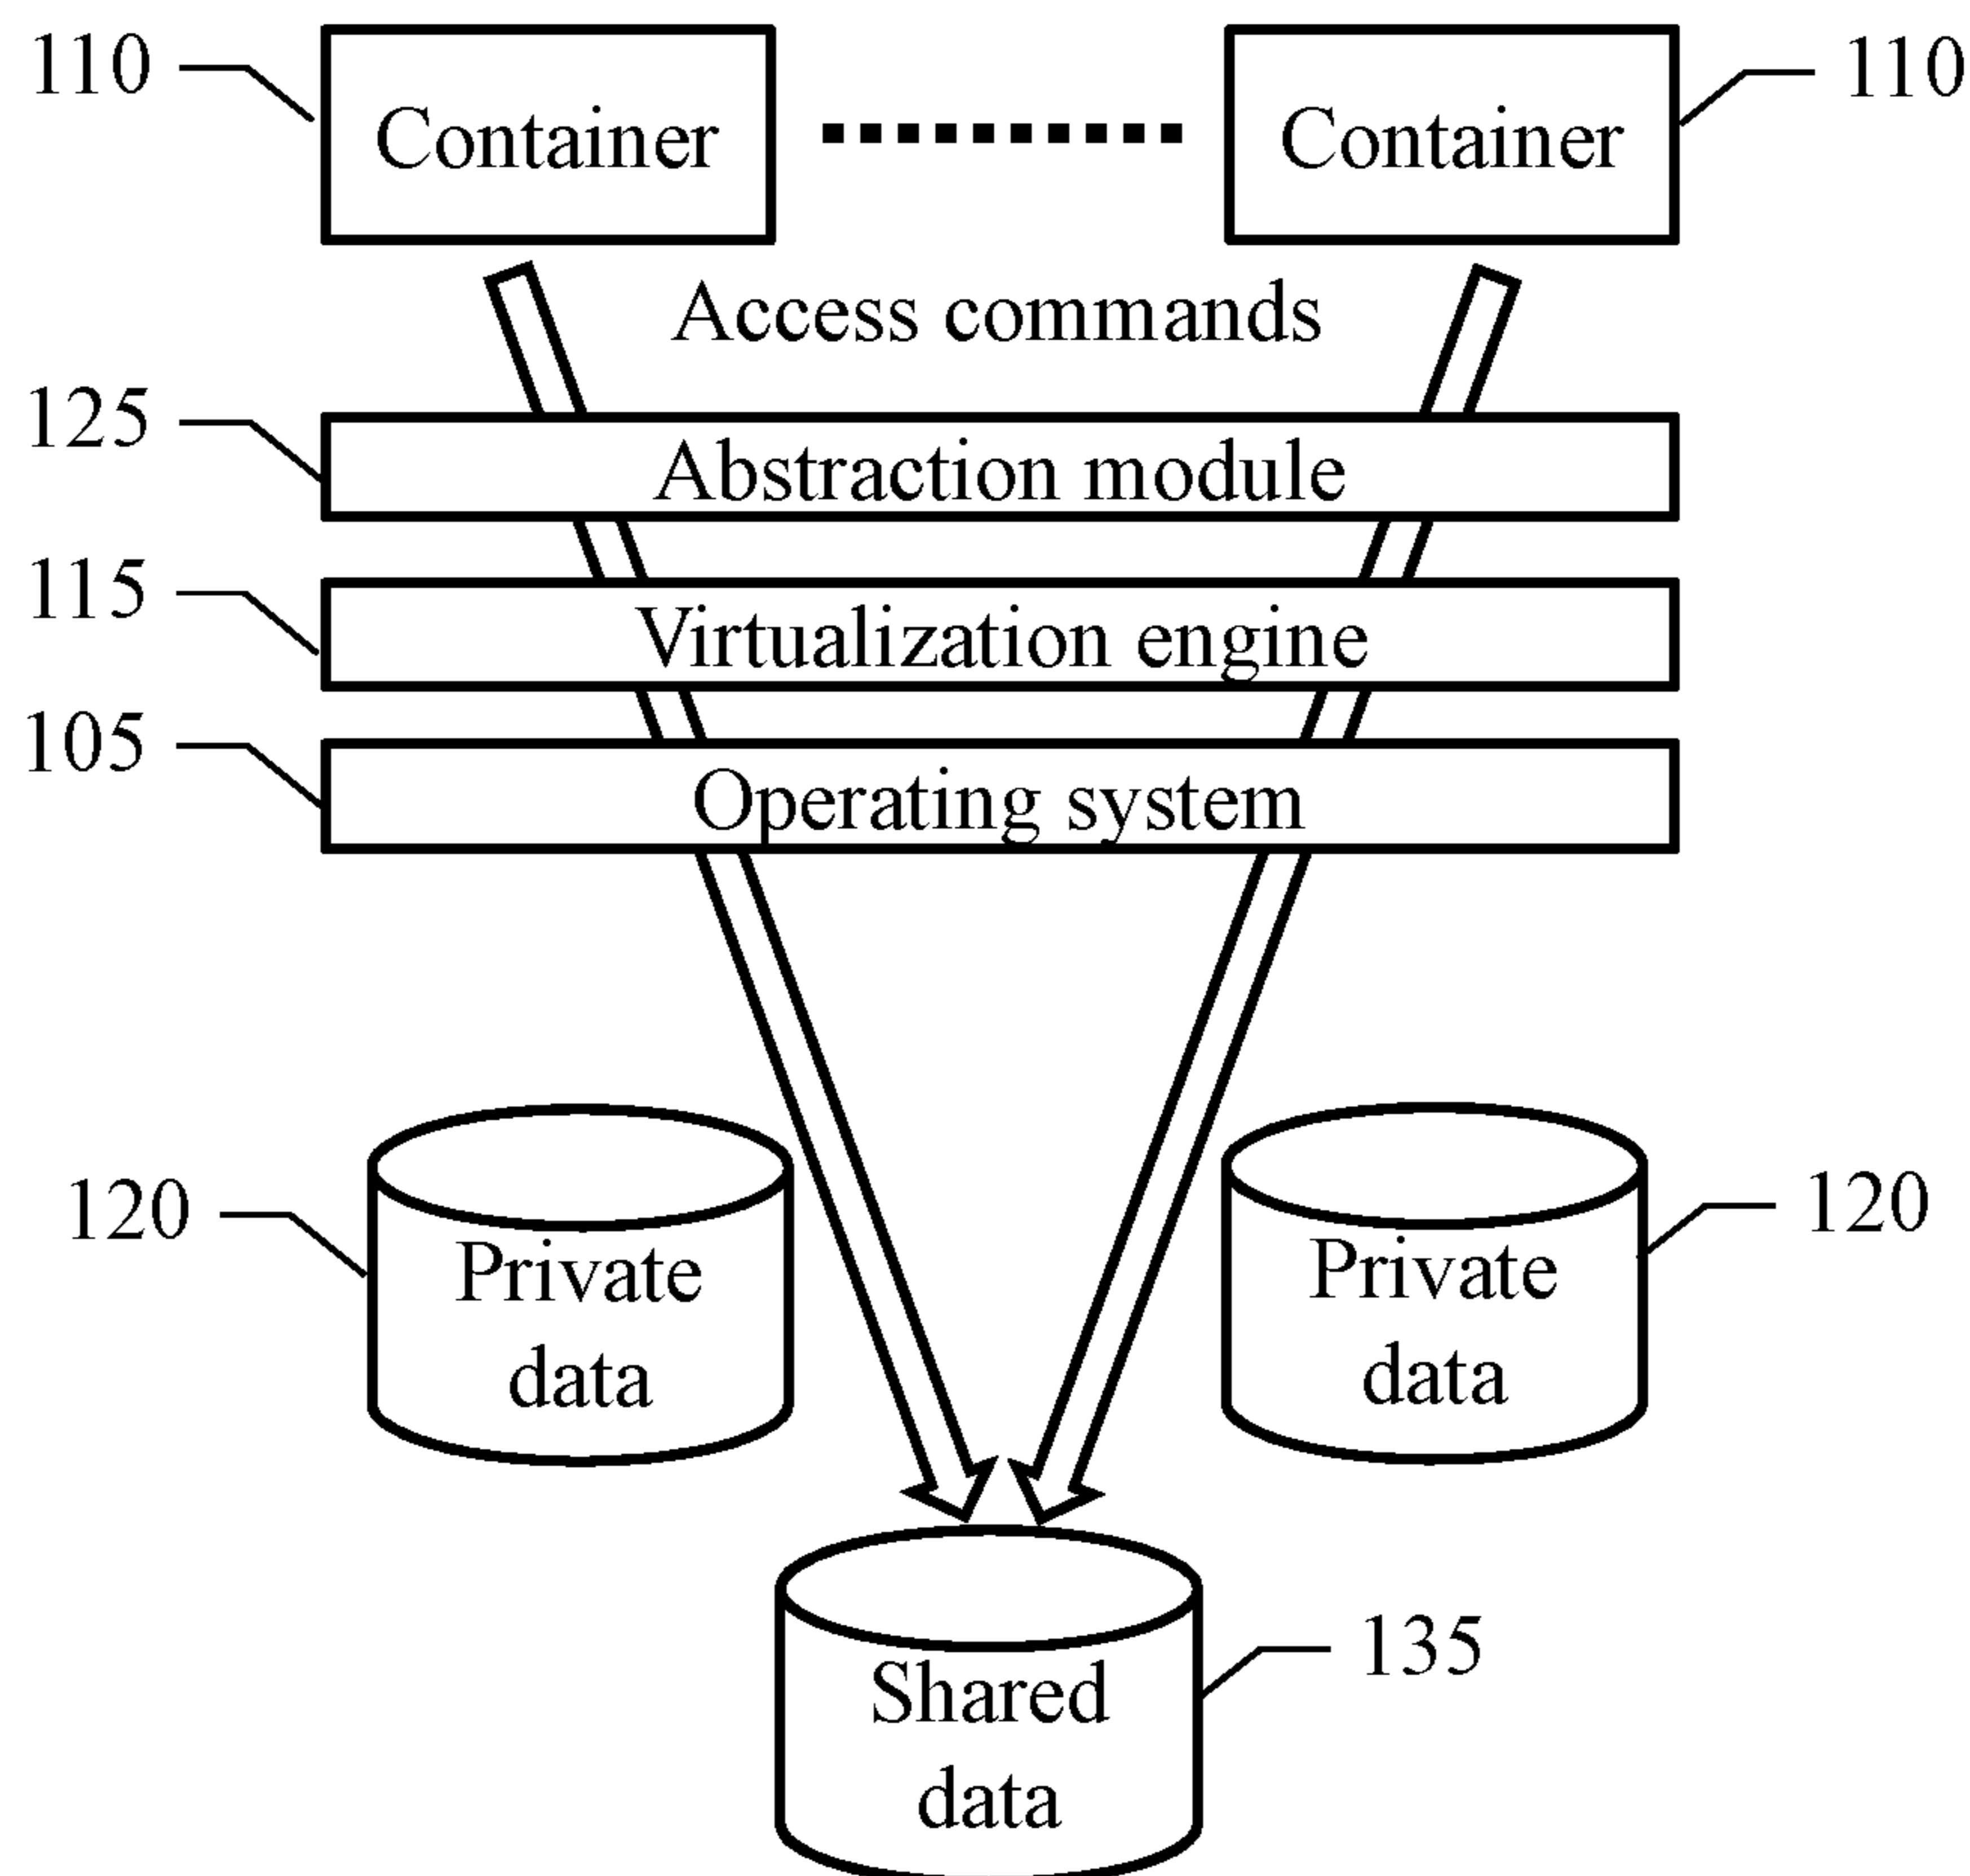 110
Container
Container
110
Access commands
125
Abstraction module
115
Virtualization engine
105
Operating system
120
Private
data
Private
data
120
Shared
data
135